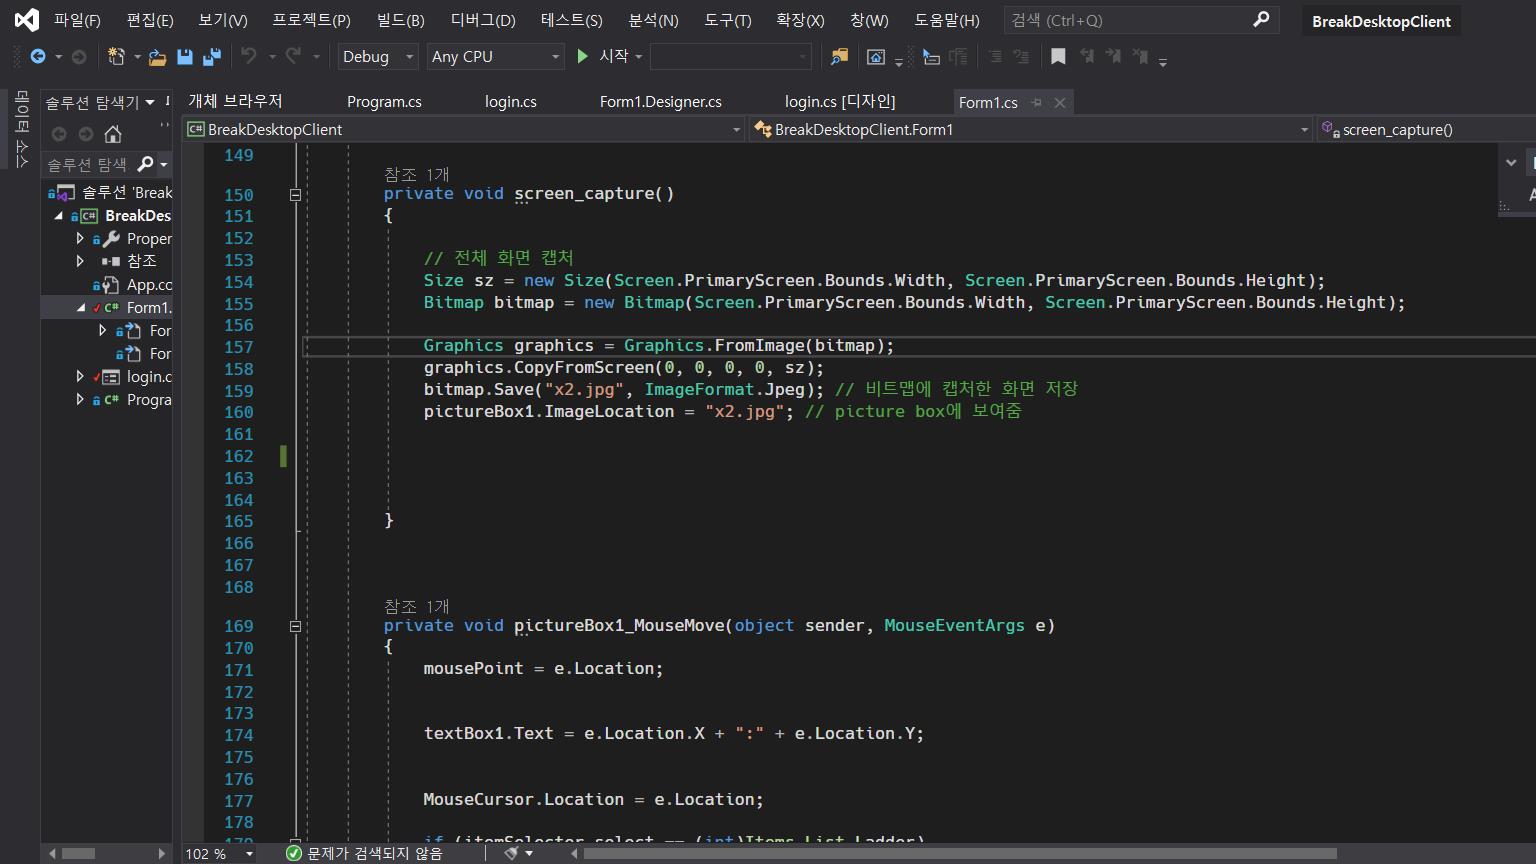 파일(F) 편집(E) 보기(V) 프로젝트(P) 빌드(B) 디버그(D) 테스트(S) 분석(N) 도구(T) 확장(X) 창(W) 도움말(H) 검색 (Ctrl+Q) BreakDesktopClient
Debug Any CPU 시작
데이터 소스
솔루션 탐색기
솔루션 탐색
솔루션 'Break
BreakDes
Proper
참조
App.co
Form1.
For
For
login.c
Progra
개체 브라우저 Program.cs login.cs Form1.Designer.cs login.cs [디자인] Form1.cs
BreakDesktopClient BreakDesktopClient.Form1 screen_capture()
149
참조 1개
150 private void screen_capture()
151 {
152
153 // 전체 화면 캡처
154 Size sz = new Size(Screen.PrimaryScreen.Bounds.Width, Screen.PrimaryScreen.Bounds.Height);
155 Bitmap bitmap = new Bitmap(Screen.PrimaryScreen.Bounds.Width, Screen.PrimaryScreen.Bounds.Height);
156
157 Graphics graphics = Graphics.FromImage(bitmap);
158 graphics.CopyFromScreen(0, 0, 0, 0, sz);
159 bitmap.Save("x2.jpg", ImageFormat.Jpeg); // 비트맵에 캡처한 화면 저장
160 pictureBox1.ImageLocation = "x2.jpg"; // picture box에 보여줌
161
162
163
164
165 }
166
167
168
참조 1개
169 private void pictureBox1_MouseMove(object sender, MouseEventArgs e)
170 {
171 mousePoint = e.Location;
172
173
174 textBox1.Text = e.Location.X + ":" + e.Location.Y;
175
176
177 MouseCursor.Location = e.Location;
178
179 if (itemSelector.select == (int)Items_List.Ladder)
102 % 문제가 검색되지 않음